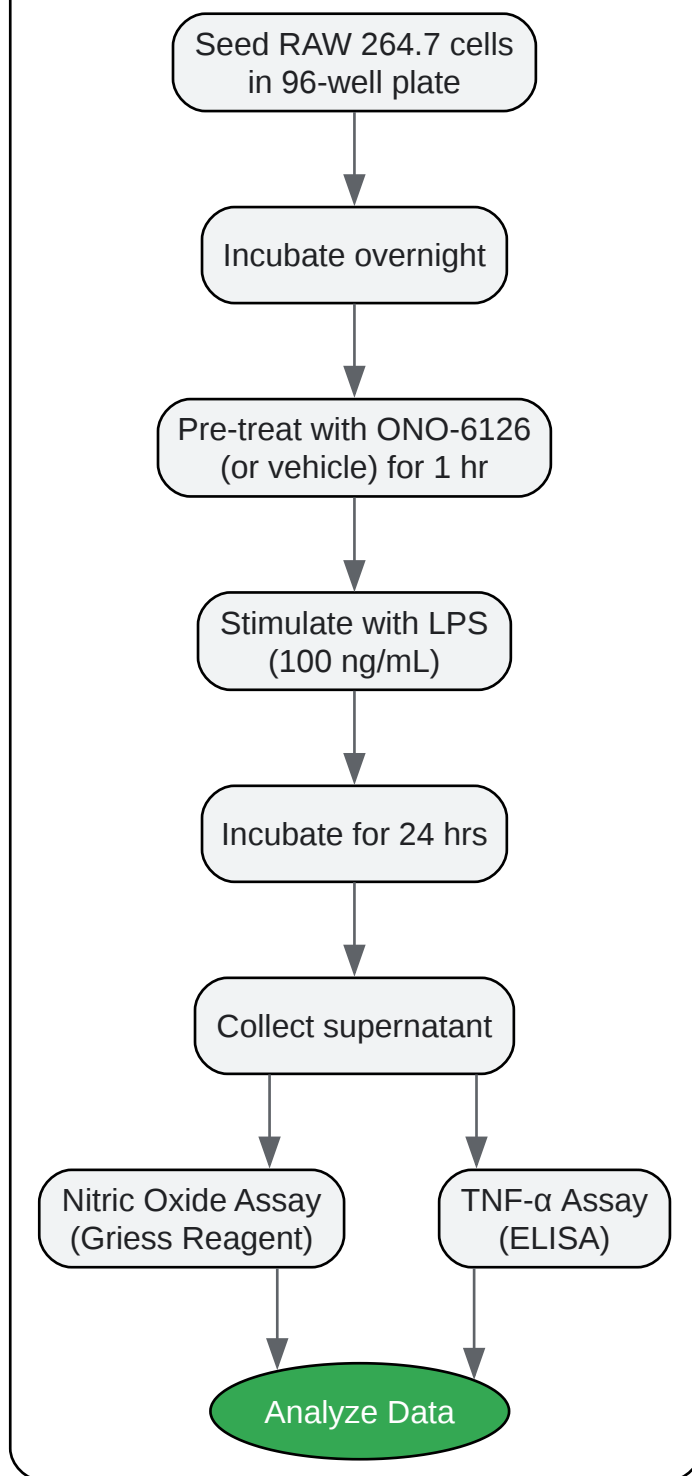 Seed RAW 264.7 cells
in 96-well plate
Incubate overnight
Pre-treat with ONO-6126
(or vehicle) for 1 hr
Stimulate with LPS
(100 ng/mL)
Incubate for 24 hrs
Collect supernatant
Nitric Oxide Assay
(Griess Reagent)
TNF-α Assay
(ELISA)
Analyze Data